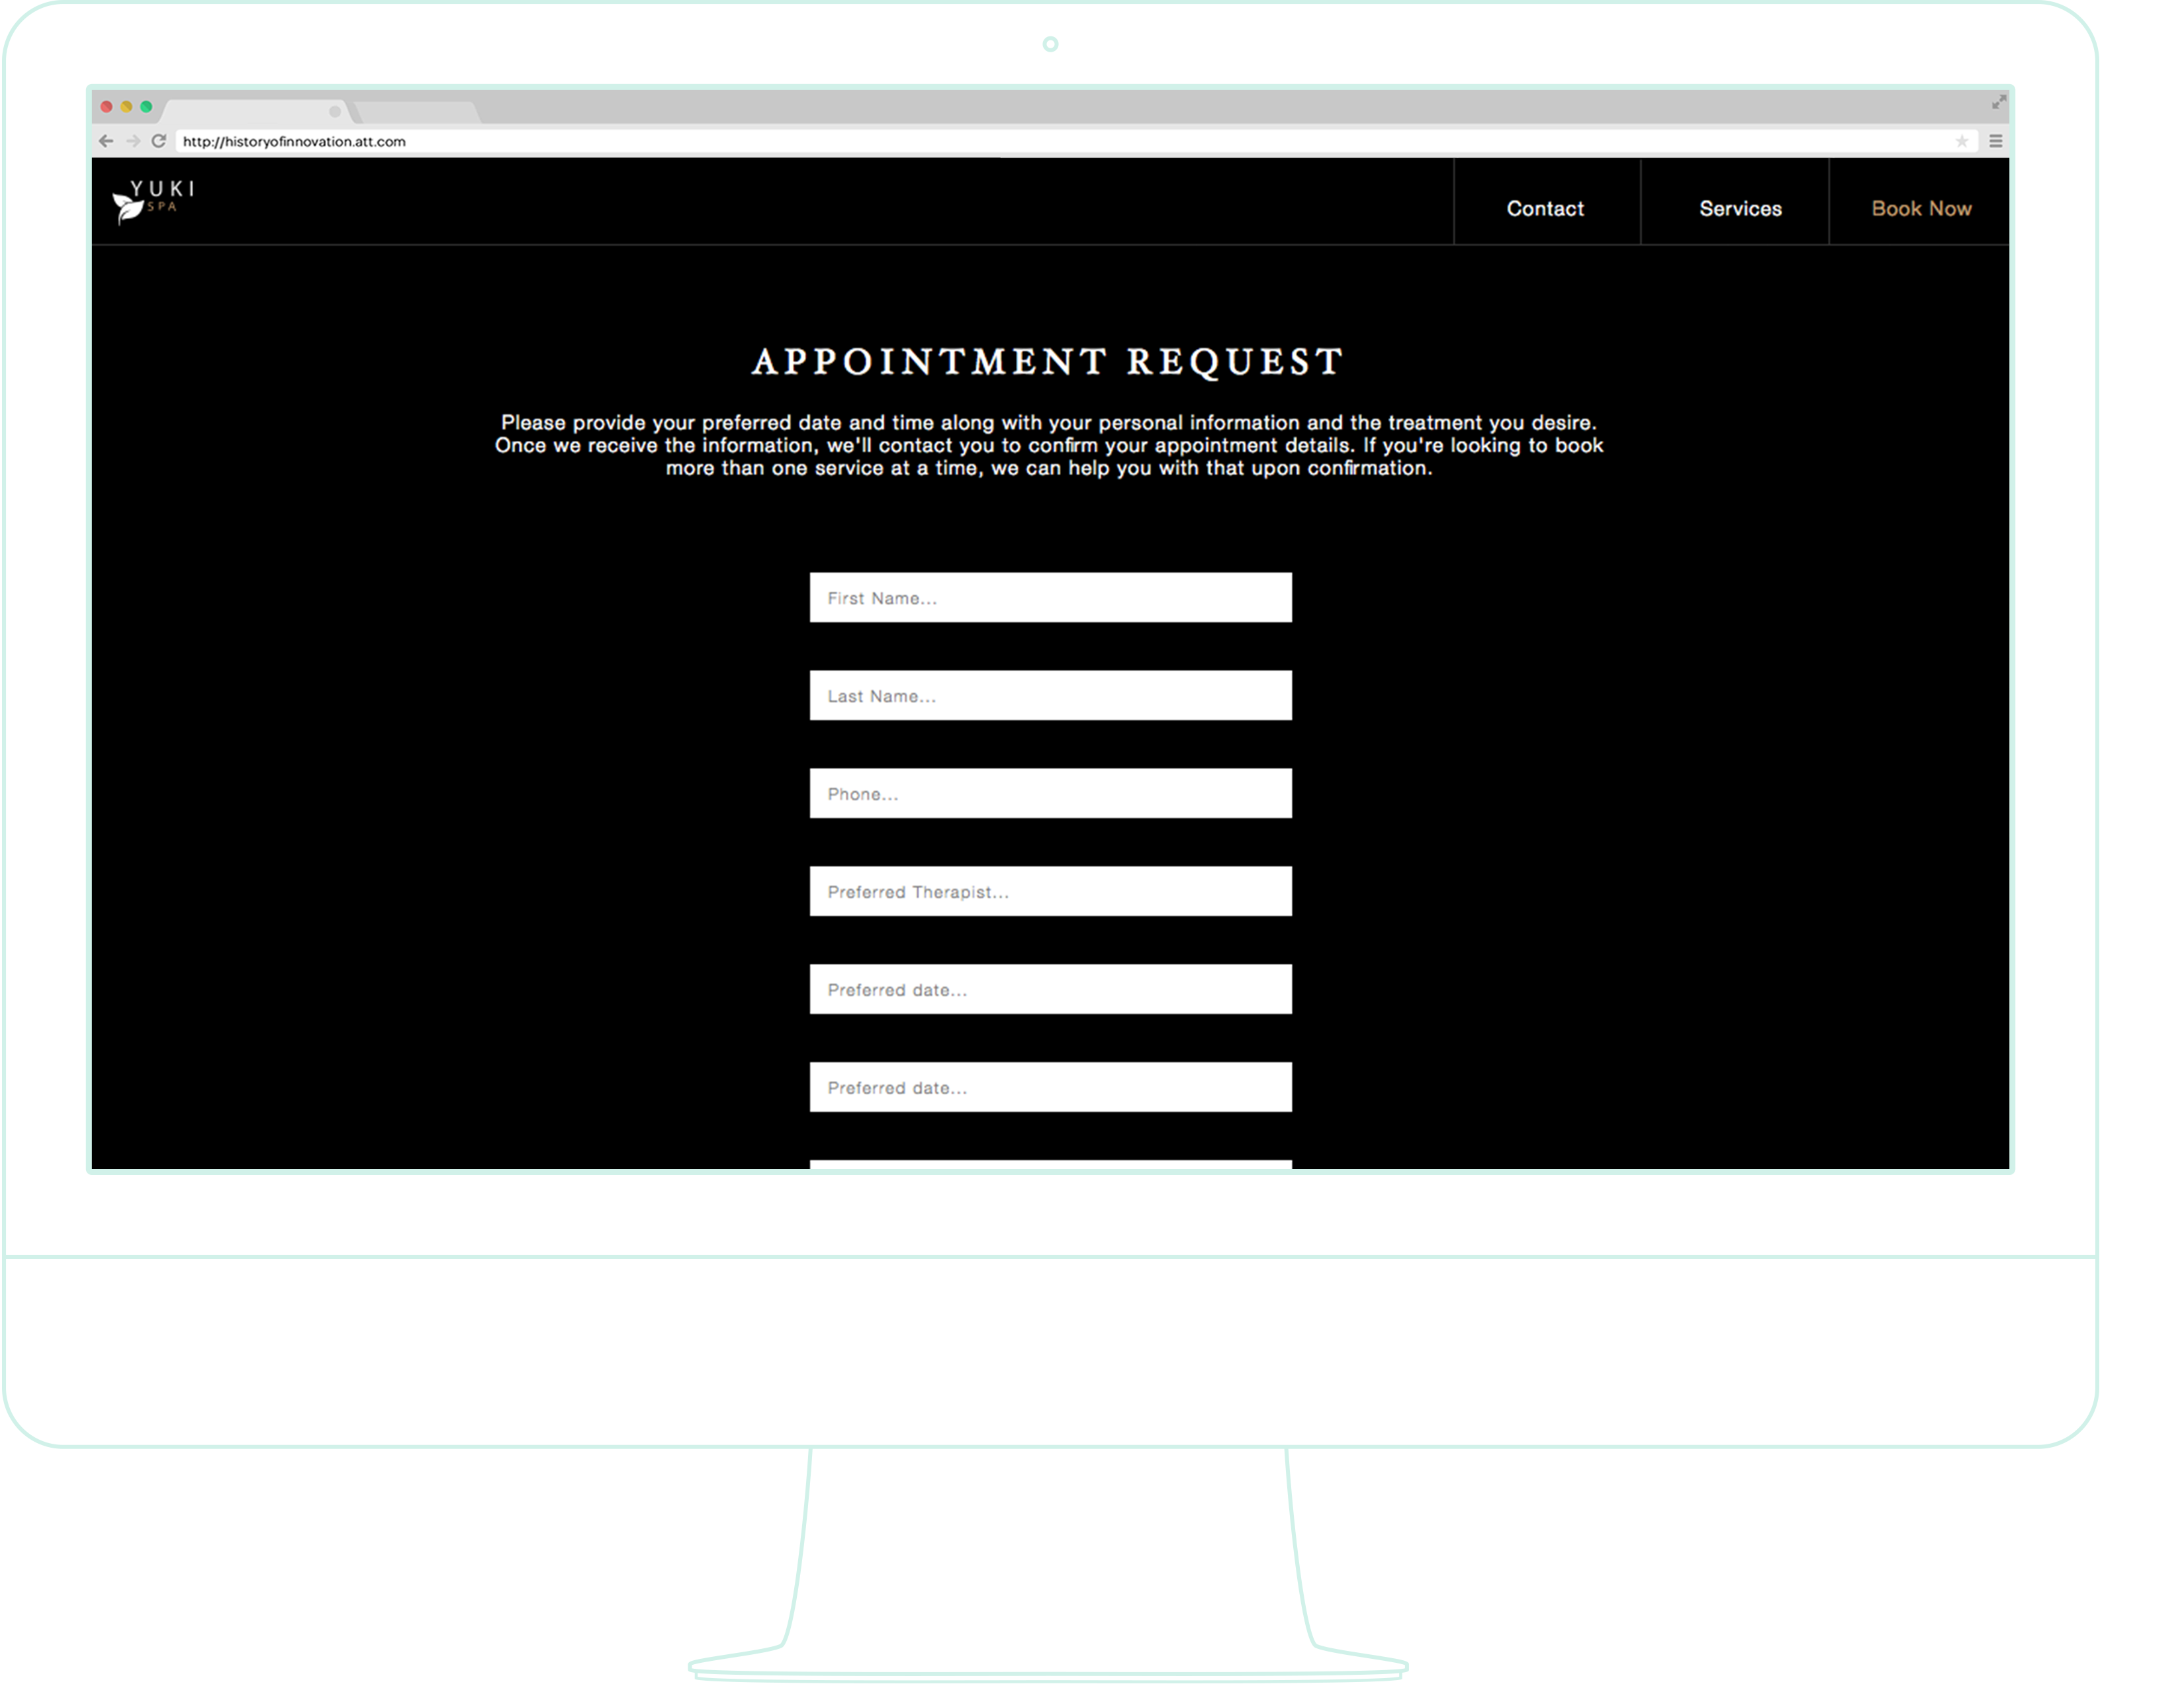 http://historyofinnovation.att.com
YUKI
SPA
Contact
Services
Book Now
APPOINTMENT REQUEST
Please provide your preferred date and time along with your personal information and the treatment you desire.
Once we receive the information, we'll contact you to confirm your appointment details. If you're looking to book
more than one service at a time, we can help you with that upon confirmation.
First Name...
Last Name...
Phone...
Preferred Therapist...
Preferred date...
Preferred date...